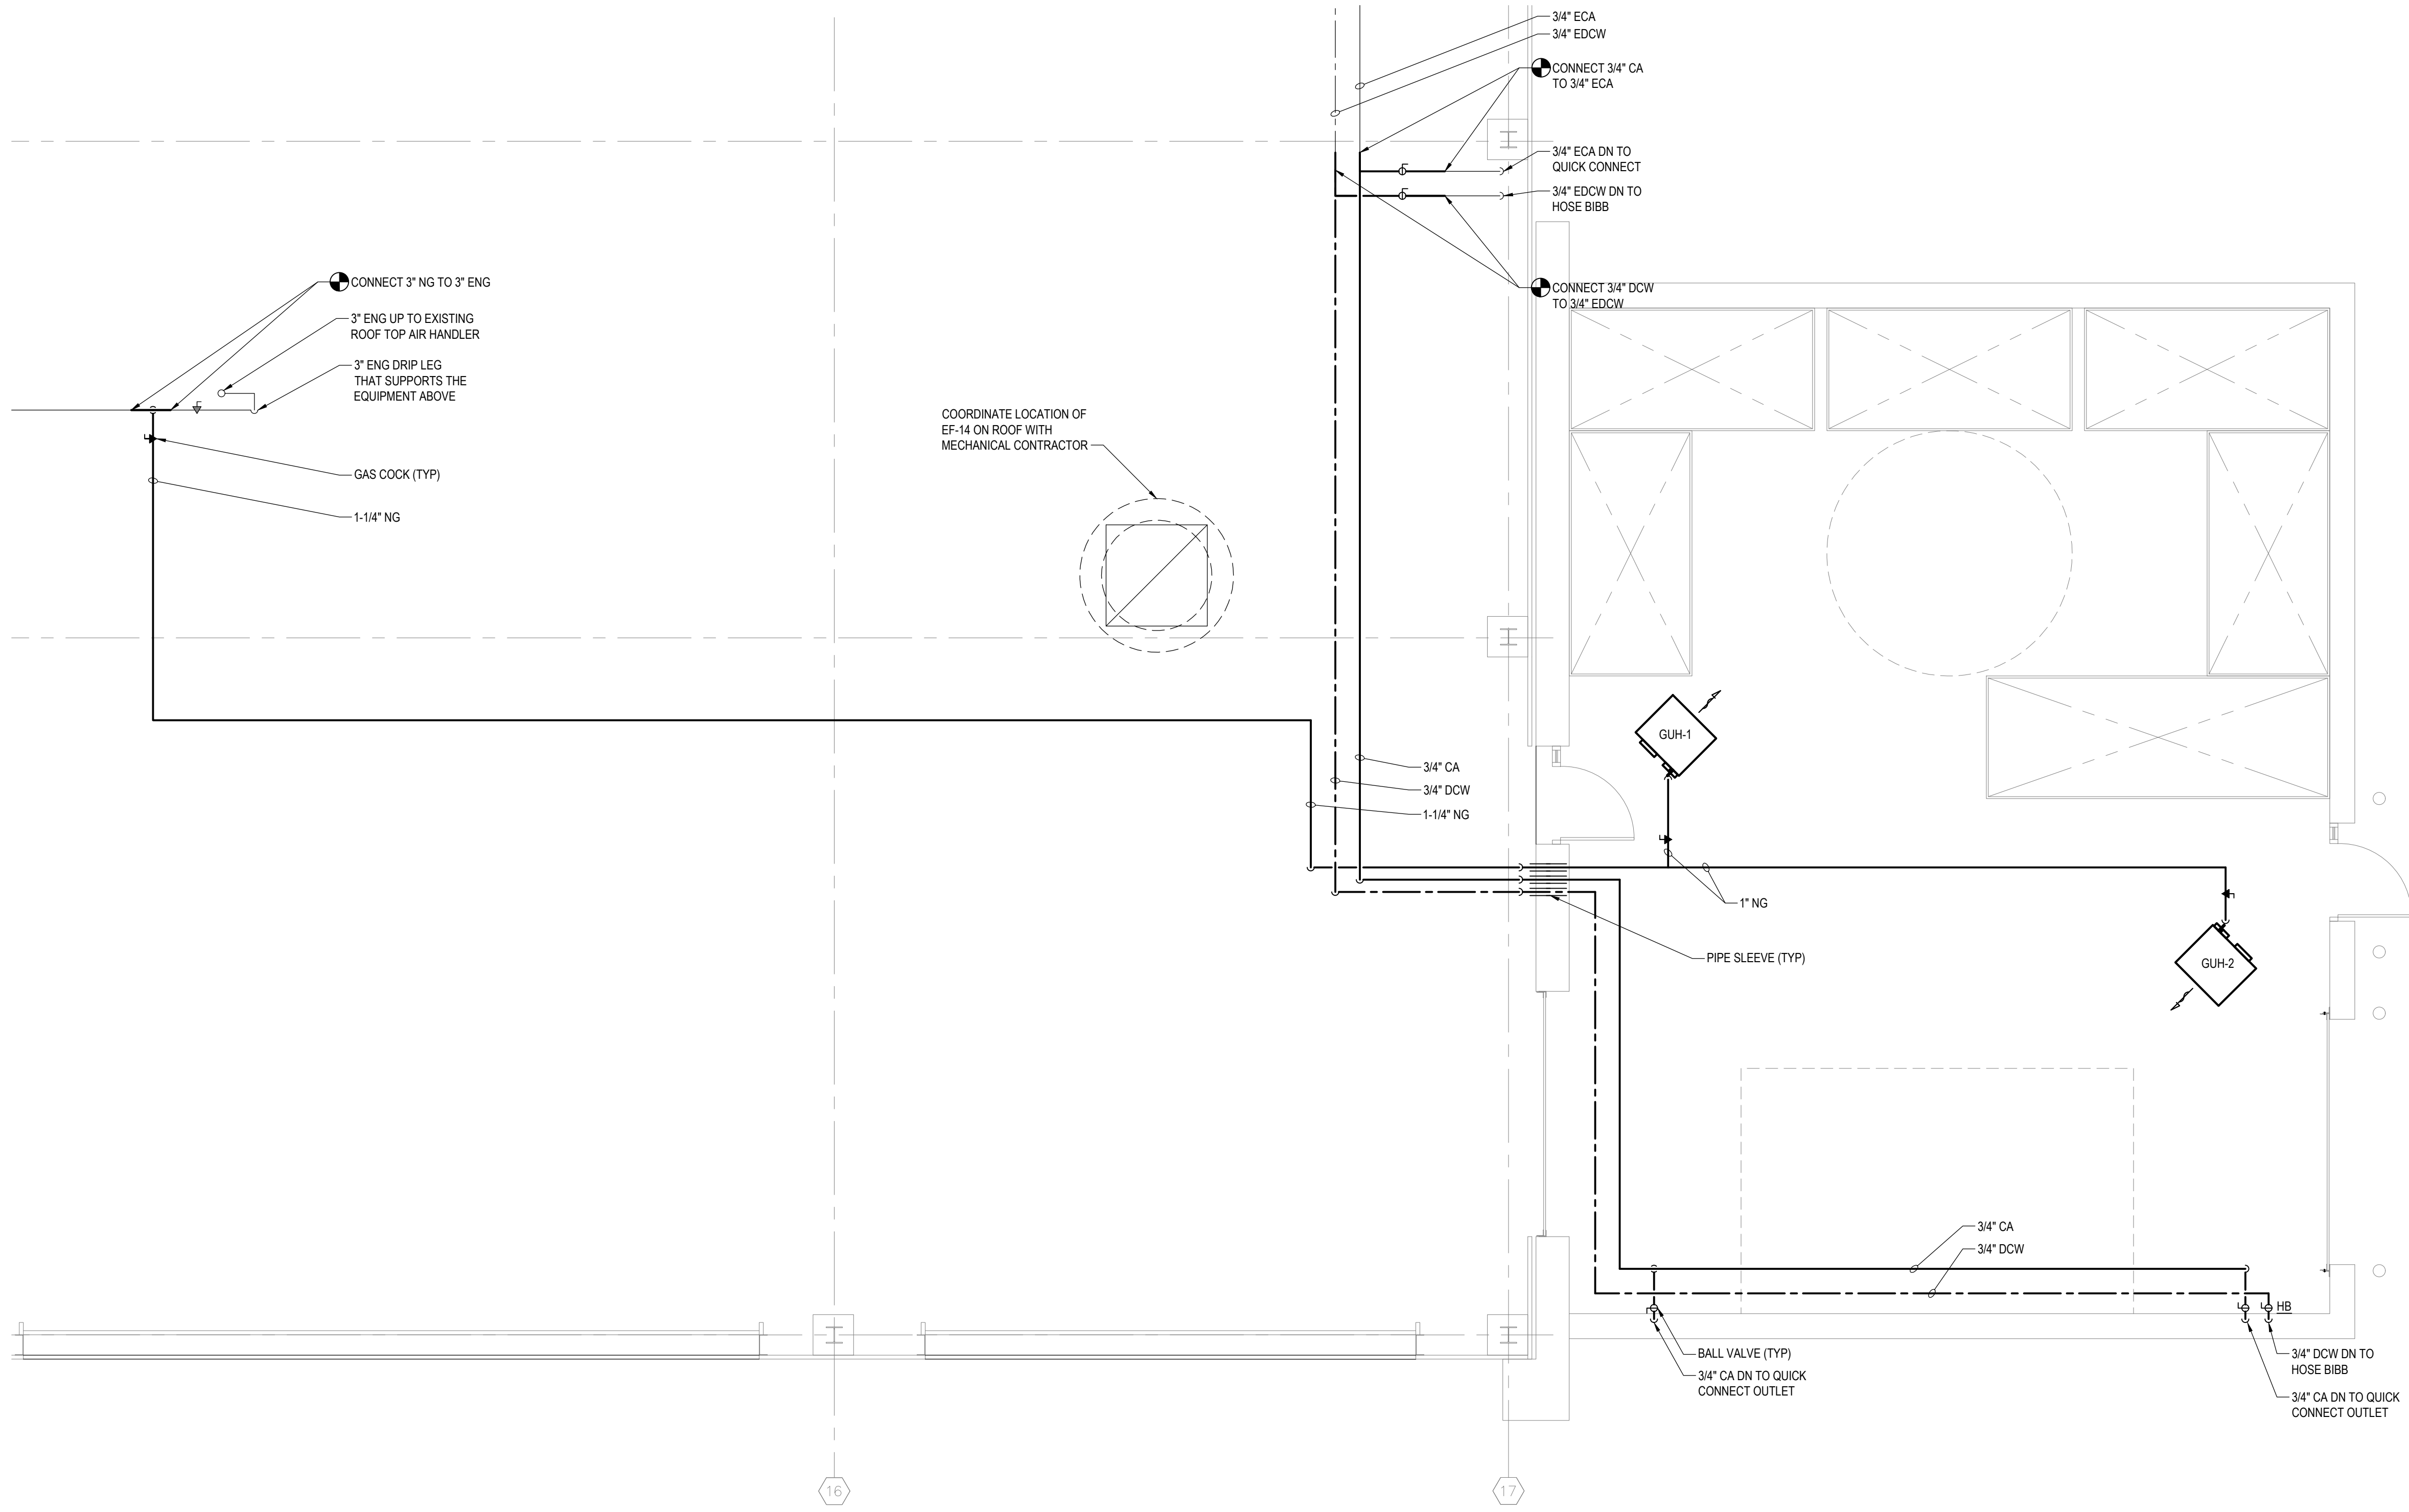 3/4" ECA
3/4" EDCW
CONNECT 3/4" CA
TO 3/4" ECA
3/4" ECA DN TO
QUICK CONNECT
3/4" EDCW DN TO
HOSE BIBB
CONNECT 3" NG TO 3" ENG
CONNECT 3/4" DCW
TO 3/4" EDCW
3" ENG UP TO EXISTING
ROOF TOP AIR HANDLER
3" ENG DRIP LEG
THAT SUPPORTS THE
EQUIPMENT ABOVE
COORDINATE LOCATION OF
EF-14 ON ROOF WITH
MECHANICAL CONTRACTOR
GAS COCK (TYP)
1-1/4" NG
GUH-1
3/4" CA
3/4" DCW
1-1/4" NG
1" NG
PIPE SLEEVE (TYP)
GUH-2
3/4" CA
3/4" DCW
HB
BALL VALVE (TYP)
3/4" CA DN TO QUICK
CONNECT OUTLET
3/4" DCW DN TO
HOSE BIBB
3/4" CA DN TO QUICK
CONNECT OUTLET
16
17